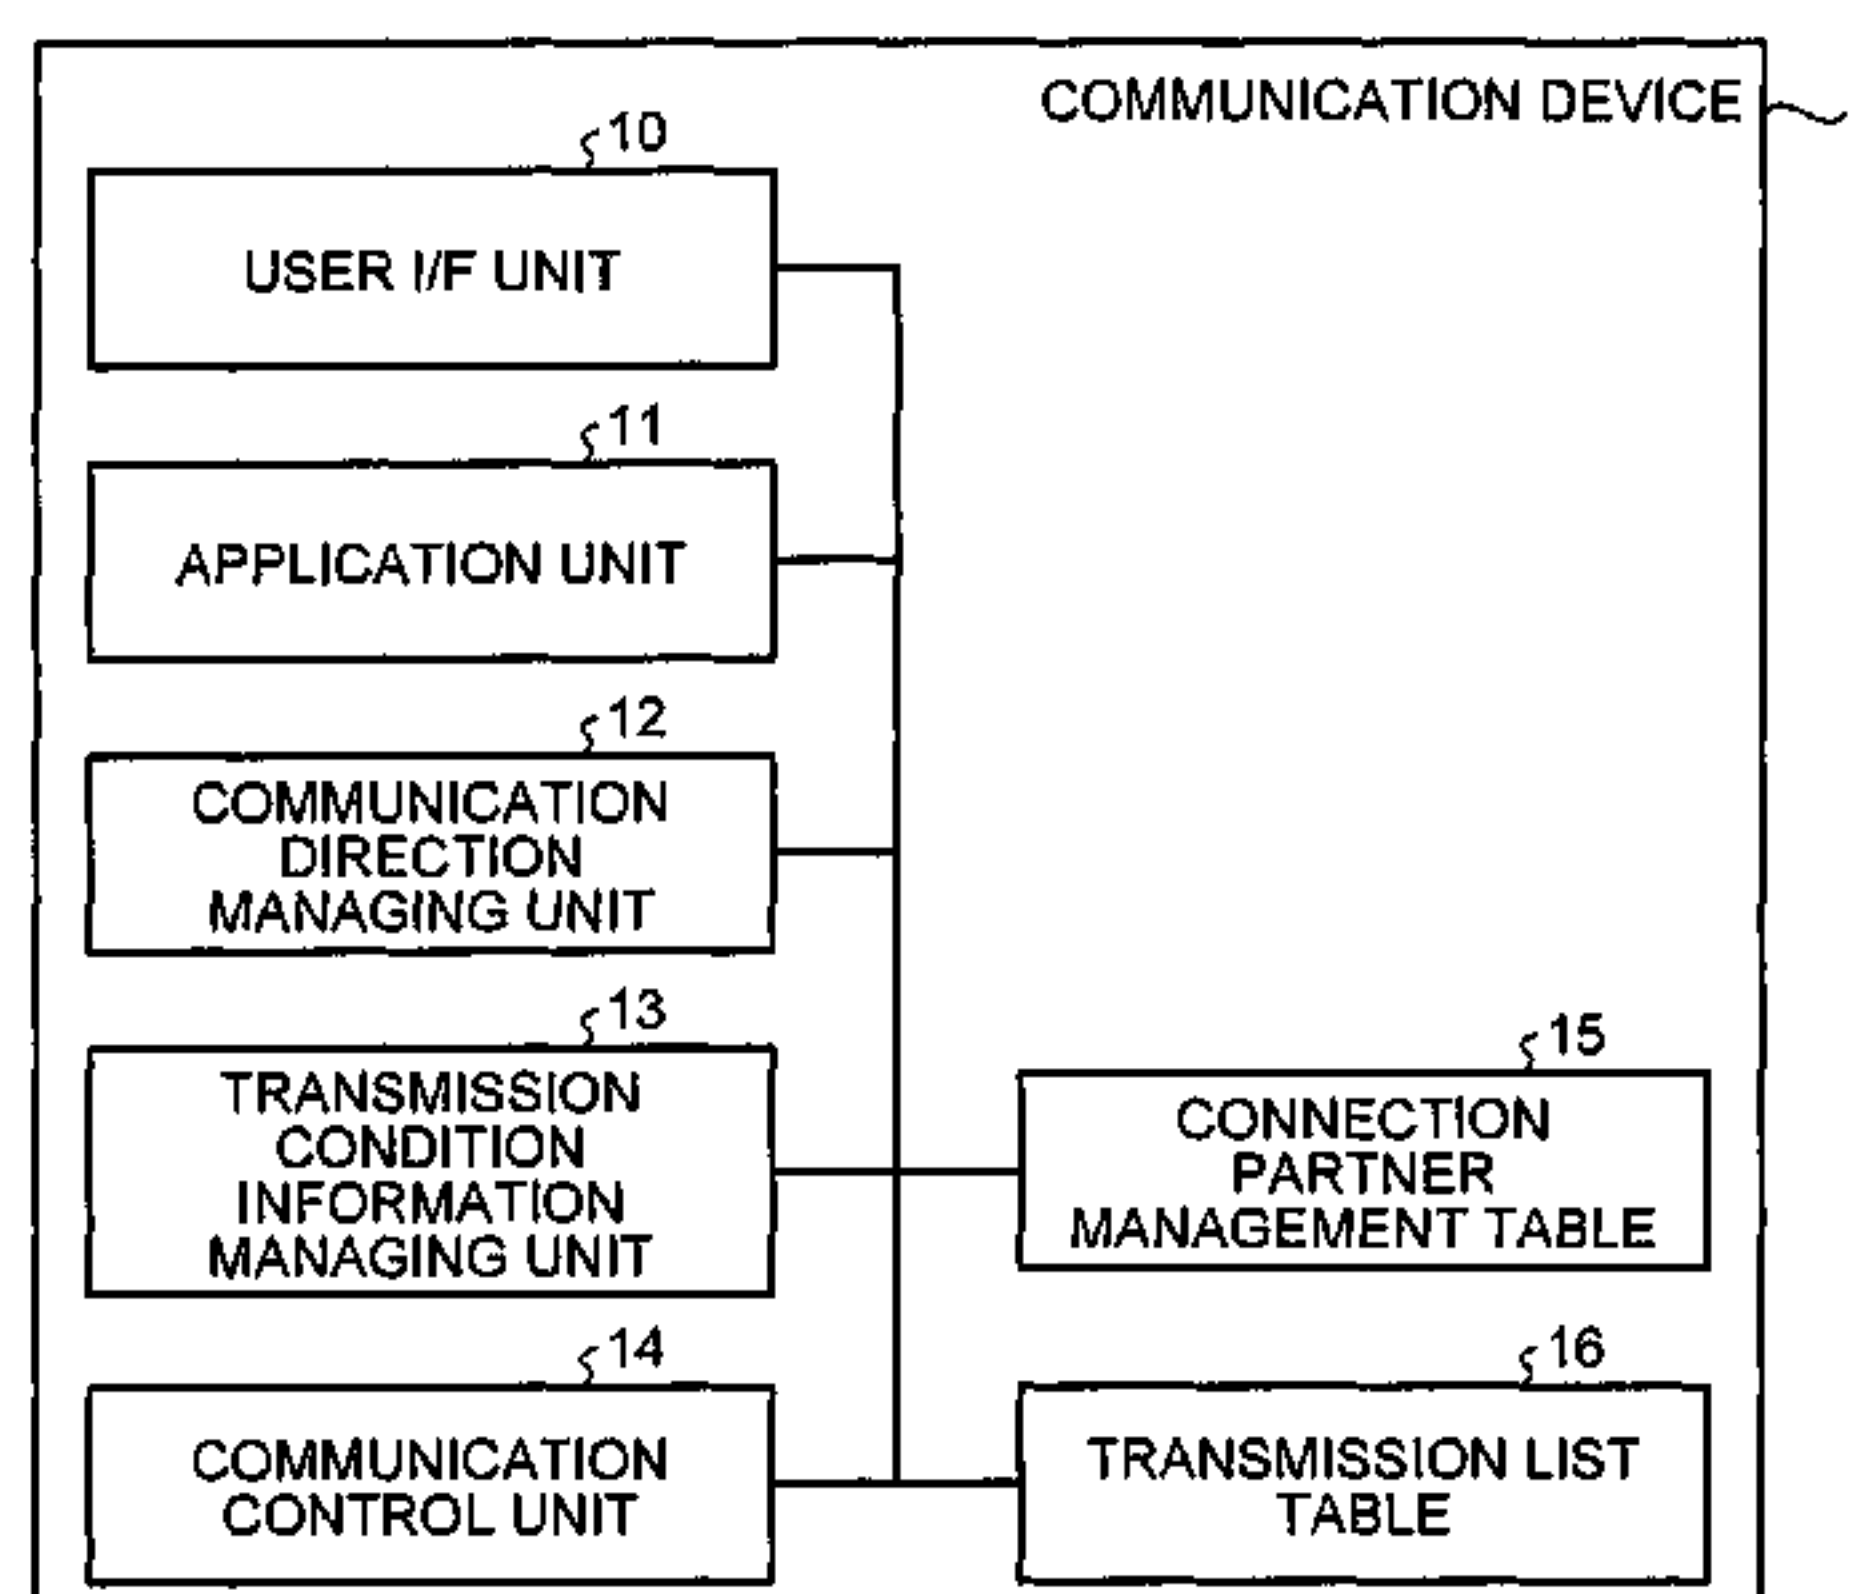 COMMUNICATION DEVICE
10
USER I/F UNIT
11
APPLICATION UNIT
12
COMMUNICATION
DIRECTION
MANAGING UNIT
13
TRANSMISSION
CONDITION
INFORMATION
MANAGING UNIT
15
CONNECTION
PARTNER
MANAGEMENT TABLE
14
COMMUNICATION
CONTROL UNIT
16
TRANSMISSION LIST
TABLE